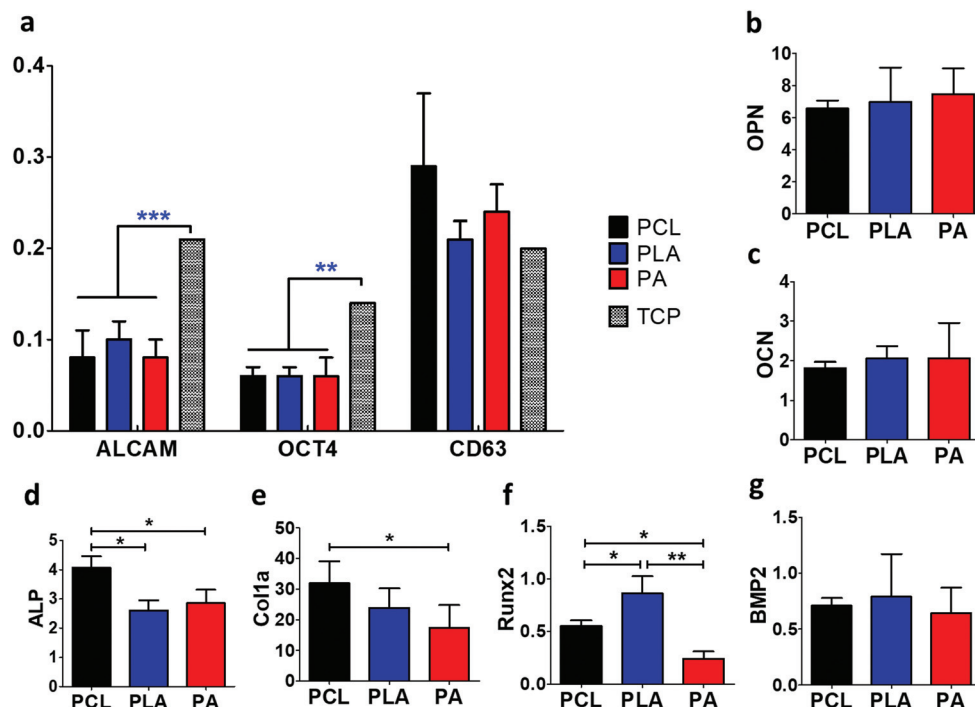 a
0.4
0.3
0.2
0.1
0.0
***
**
ALCAM
OCT4
CD63
PCL
PLA
PA
TCP
b
OPN
10
8
6
4
2
0
PCL PLA PA
c
OCN
4
3
2
1
0
PCL PLA PA
d
ALP
5
4
3
2
1
0
*
*
PCL PLA PA
e
Col1a
50
40
30
20
10
0
*
PCL PLA PA
f
Runx2
1.5
1.0
0.5
0.0
*
* **
PCL PLA PA
g
BMP2
1.5
1.0
0.5
0.0
PCL PLA PA